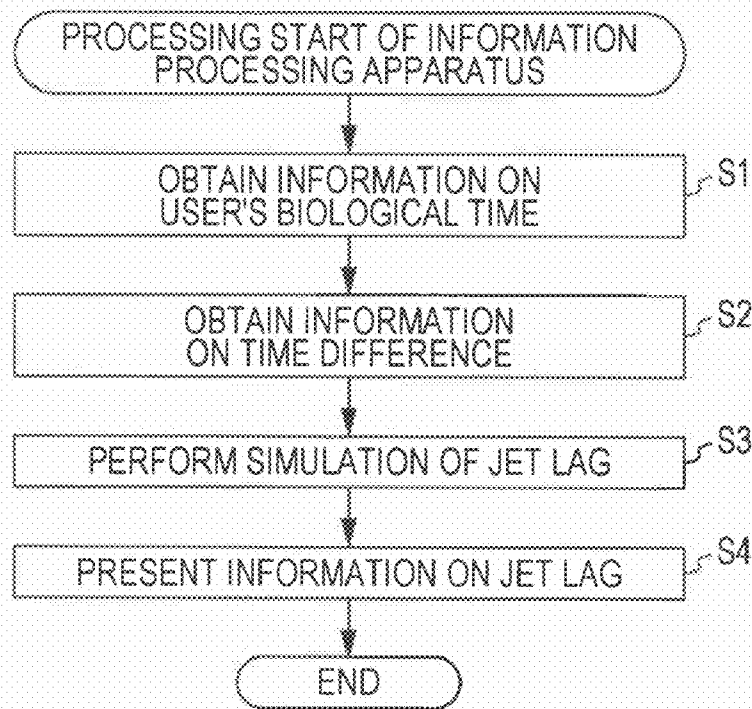 PROCESSING START OF INFORMATION
PROCESSING APPARATUS
OBTAIN INFORMATION ON
USER'S BIOLOGICAL TIME
S1
OBTAIN INFORMATION
ON TIME DIFFERENCE
S2
PERFORM SIMULATION OF JET LAG
S3
PRESENT INFORMATION ON JET LAG
S4
END